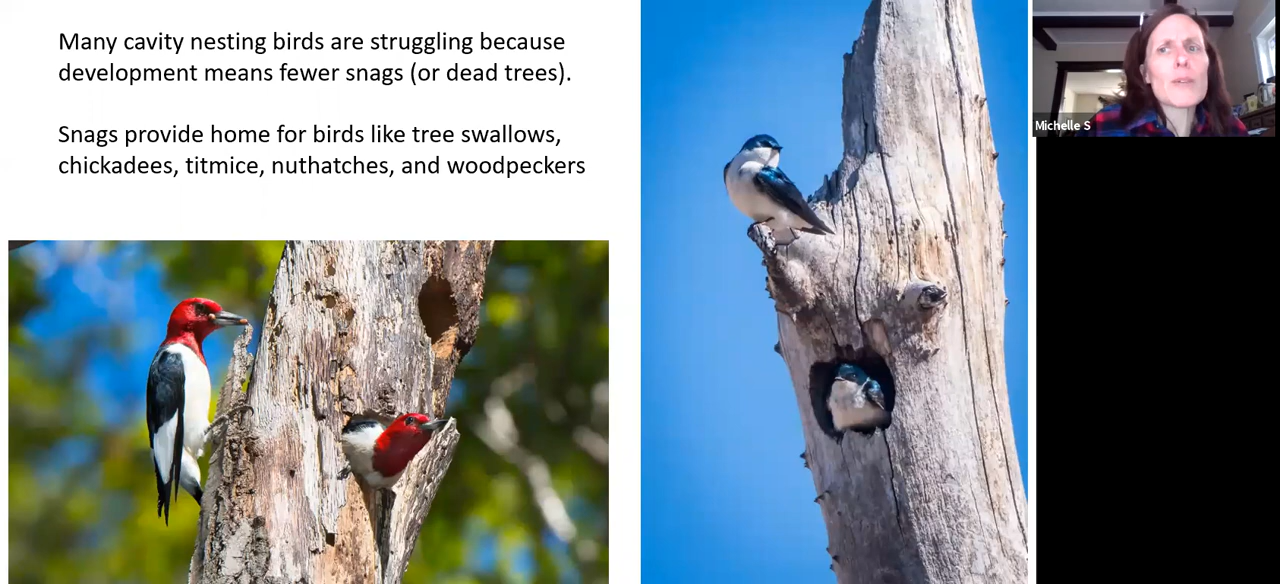 Many cavity nesting birds are struggling because
development means fewer snags (or dead trees).
Snags provide home for birds like tree swallows,
chickadees, titmice, nuthatches, and woodpeckers
Michelle S